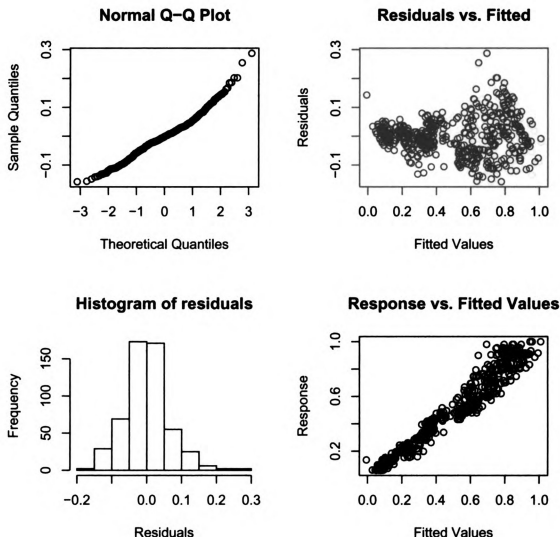 Normal Q−Q Plot
Sample Quantiles
0.3
0.1
−0.1
−3 −2 −1 0 1 2 3
Theoretical Quantiles
Residuals vs. Fitted
Residuals
0.3
0.1
−0.1
0.0 0.2 0.4 0.6 0.8 1.0
Fitted Values
Histogram of residuals
Frequency
150
50
0
−0.2 0.0 0.1 0.2 0.3
Residuals
Response vs. Fitted Values
Response
1.0
0.6
0.2
0.0 0.2 0.4 0.6 0.8 1.0
Fitted Values